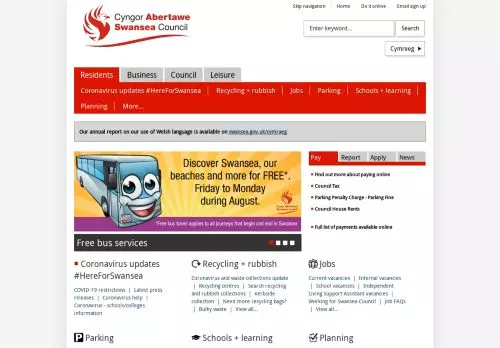 Skip navigation | Home | Do it online | Email sign up
Cyngor Abertawe
Swansea Council
Enter keyword...
Search
Cymraeg
Residents
Business
Council
Leisure
Coronavirus updates #HereForSwansea | Recycling + rubbish | Jobs | Parking | Schools + learning |
Planning | More...
Our annual report on our use of Welsh language is available on swansea.gov.uk/cymraeg
Discover Swansea, our
beaches and more for FREE*.
Friday to Monday
during August.
Cyngor Abertawe
Swansea Council
*Free bus travel applies to all journeys that begin and end in Swansea
Free bus services
Pay
Report
Apply
News
Find out more about paying online
Council Tax
Parking Penalty Charge - Parking Fine
Council House Rents
Full list of payments available online
Coronavirus updates
#HereForSwansea
COVID-19 restrictions | Latest press
releases | Coronavirus help |
Coronavirus - schools/colleges
information
Recycling + rubbish
Coronavirus and waste collections update
| Recycling centres | Search recycling
and rubbish collections | Kerbside
collection | Need more recycling bags?
| Bulky waste | View all...
Jobs
Current vacancies | Internal vacancies
| School vacancies | Independent
Living Support Assistant vacancies |
Working for Swansea Council | Job FAQs
| View all...
Parking
Schools + learning
Planning